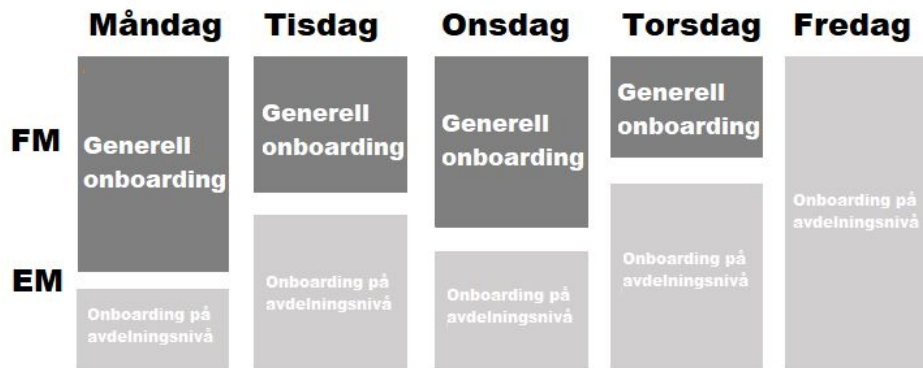 Måndag Tisdag Onsdag Torsdag Fredag
FM
Generell
onboarding
Generell
onboarding
Generell
onboarding
Generell
onboarding
Onboarding på
avdelningsnivå
EM
Onboarding på
avdelningsnivå
Onboarding på
avdelningsnivå
Onboarding på
avdelningsnivå
Onboarding på
avdelningsnivå